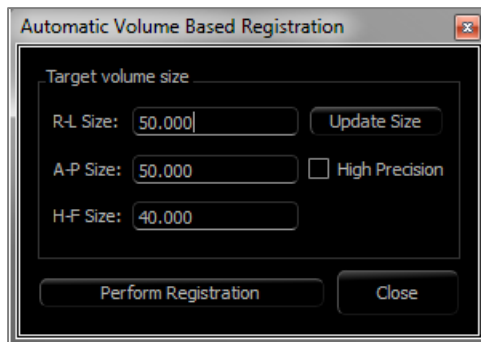 Automatic Volume Based Registration
Target volume size
R-L Size: 50.000 Update Size
A-P Size: 50.000 High Precision
H-F Size: 40.000
Perform Registration Close